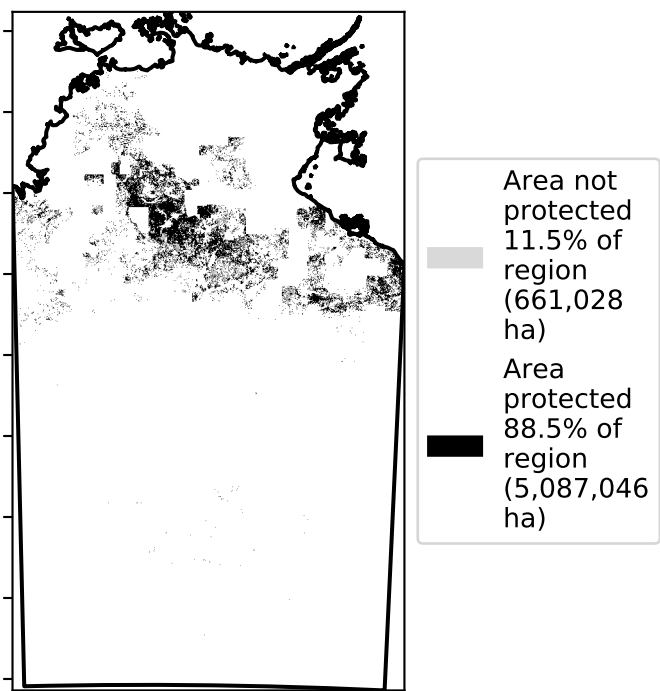 Area not
protected
11.5% of
region
(661,028
ha)
Area
protected
88.5% of
region
(5,087,046
ha)